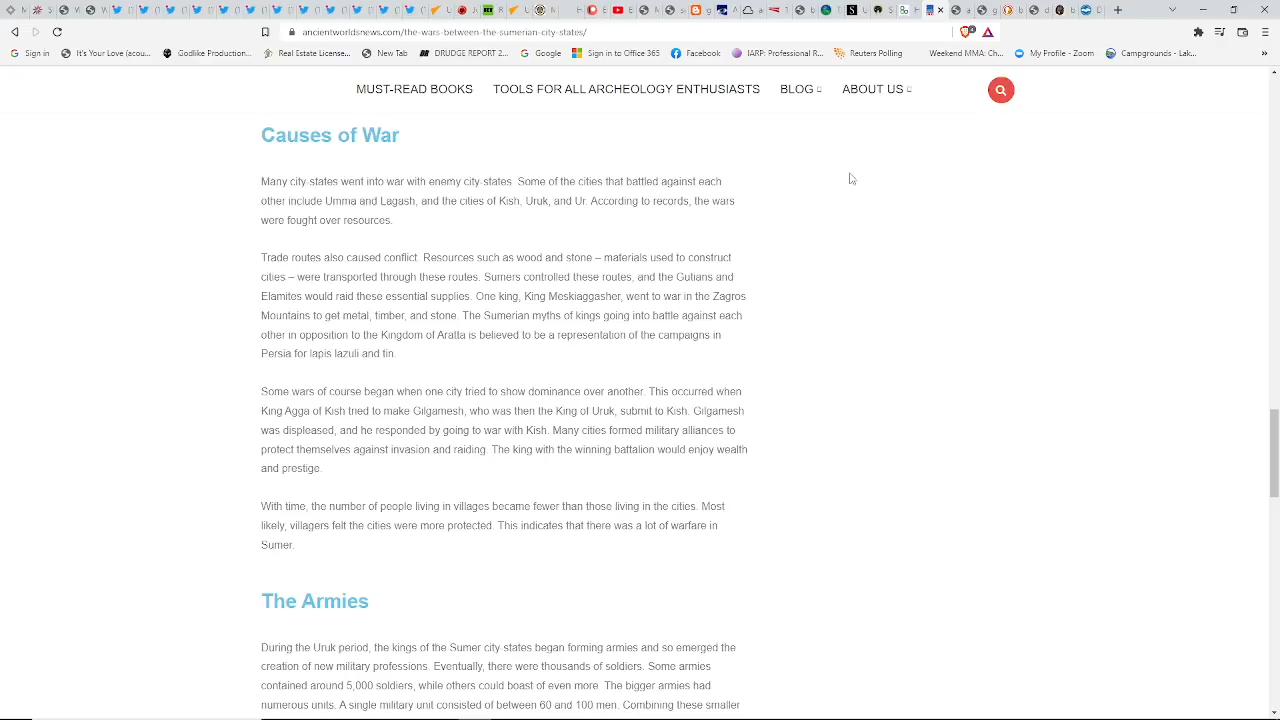 ancientworldsnews.com/the-wars-between-the-sumerian-city-states/
Sign in
It's Your Love (acou...
Godlike Production...
Real Estate License...
New Tab
DRUDGE REPORT 2...
Google
Sign in to Office 365
Facebook
IARP: Professional R...
Reuters Polling
Weekend MMA: Ch...
My Profile - Zoom
Campgrounds - Lak...
MUST-READ BOOKS
TOOLS FOR ALL ARCHEOLOGY ENTHUSIASTS
BLOG
ABOUT US
Causes of War
Many city-states went into war with enemy city-states. Some of the cities that battled against each
other include Umma and Lagash, and the cities of Kish, Uruk, and Ur. According to records, the wars
were fought over resources.
Trade routes also caused conflict. Resources such as wood and stone – materials used to construct
cities – were transported through these routes. Sumers controlled these routes, and the Gutians and
Elamites would raid these essential supplies. One king, King Meskiaggasher, went to war in the Zagros
Mountains to get metal, timber, and stone. The Sumerian myths of kings going into battle against each
other in opposition to the Kingdom of Aratta is believed to be a representation of the campaigns in
Persia for lapis lazuli and tin.
Some wars of course began when one city tried to show dominance over another. This occurred when
King Agga of Kish tried to make Gilgamesh, who was then the King of Uruk, submit to Kish. Gilgamesh
was displeased, and he responded by going to war with Kish. Many cities formed military alliances to
protect themselves against invasion and raiding. The king with the winning battalion would enjoy wealth
and prestige.
With time, the number of people living in villages became fewer than those living in the cities. Most
likely, villagers felt the cities were more protected. This indicates that there was a lot of warfare in
Sumer.
The Armies
During the Uruk period, the kings of the Sumer city-states began forming armies and so emerged the
creation of new military professions. Eventually, there were thousands of soldiers. Some armies
contained around 5,000 soldiers, while others could boast of even more. The bigger armies had
numerous units. A single military unit consisted of between 60 and 100 men. Combining these smaller